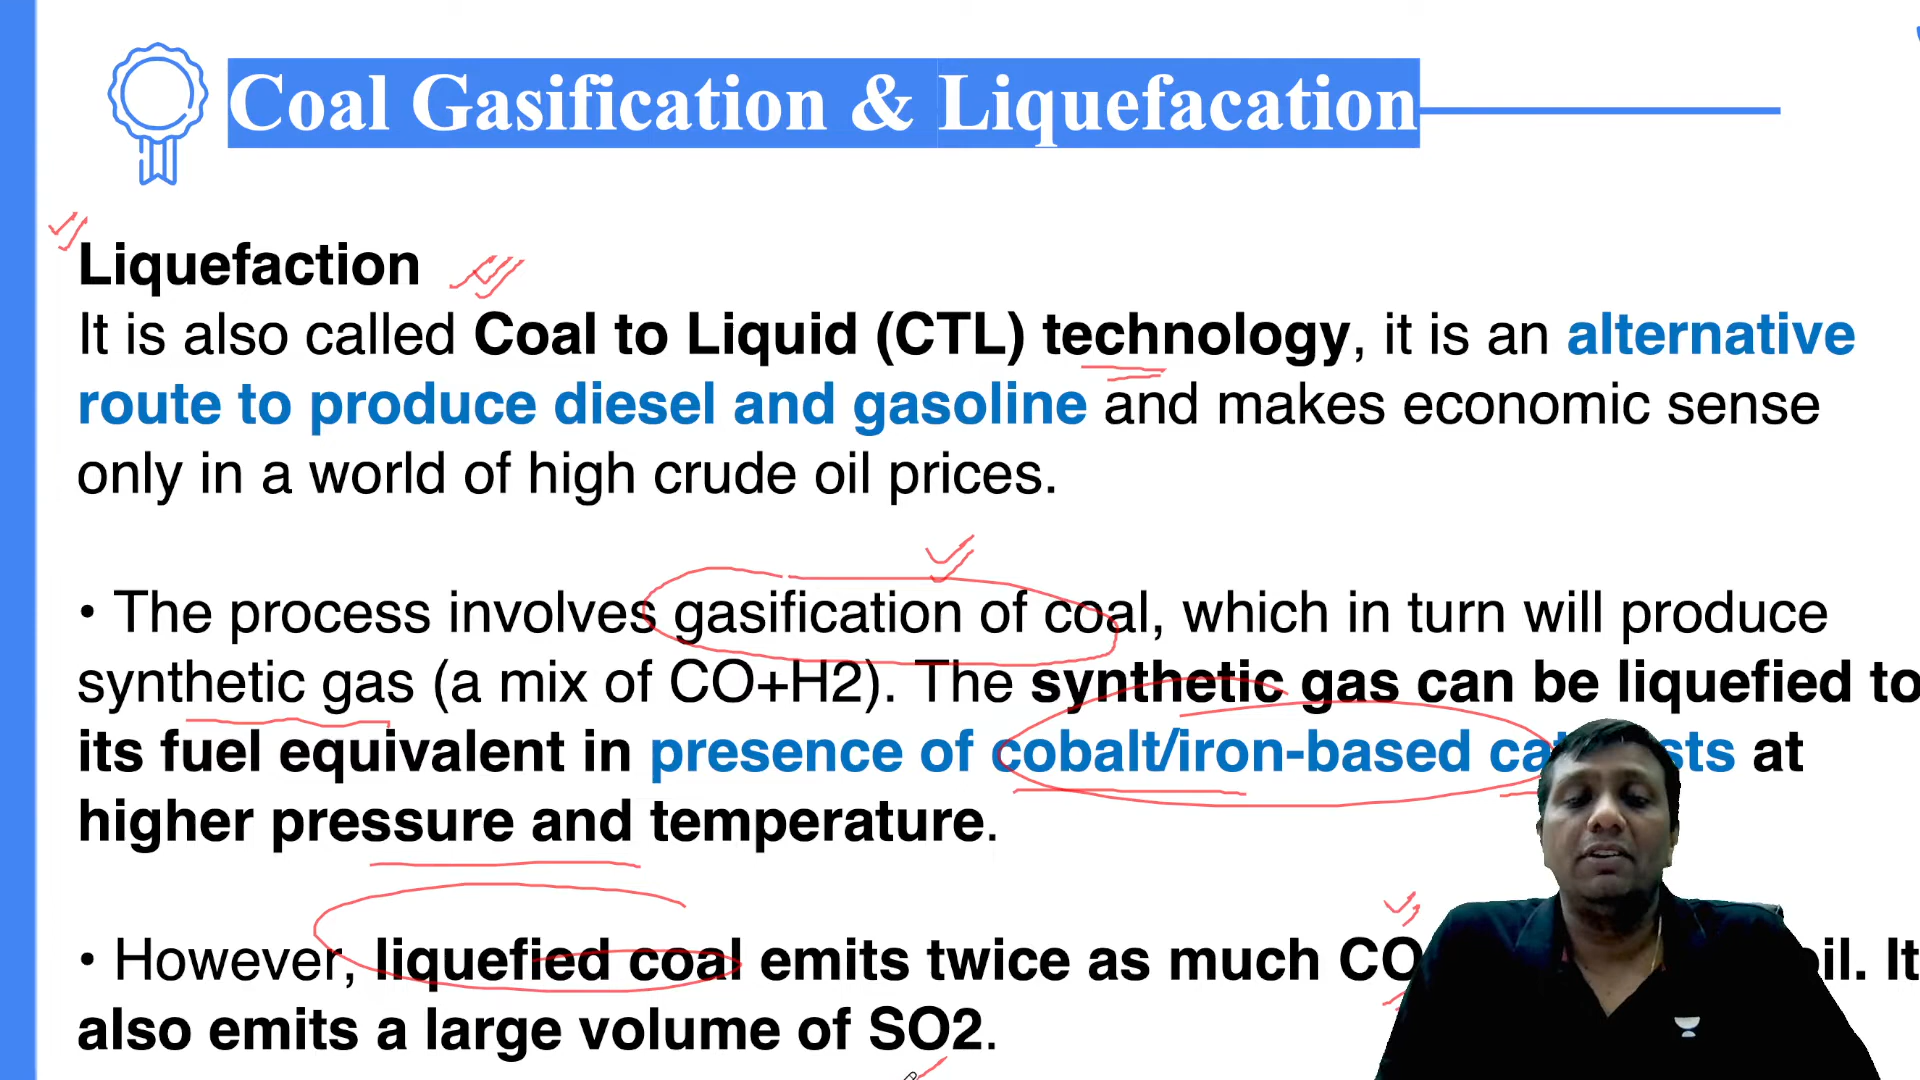 Coal Gasification & Liquefacation
Liquefaction
It is also called Coal to Liquid (CTL) technology, it is an alternative
route to produce diesel and gasoline and makes economic sense
only in a world of high crude oil prices.
• The process involves gasification of coal, which in turn will produce
synthetic gas (a mix of CO+H2). The synthetic gas can be liquefied to
its fuel equivalent in presence of cobalt/iron-based at
higher pressure and temperature.
• However, liquefied coal emits twice as much oil. It
also emits a large volume of SO2.